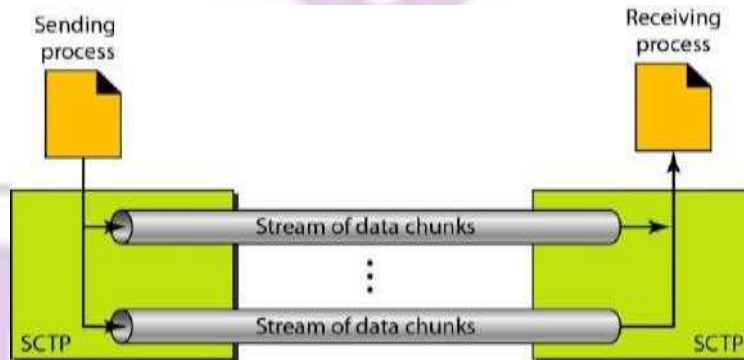 Sending
process
Receiving
process
Stream of data chunks
Stream of data chunks
SCTP
SCTP